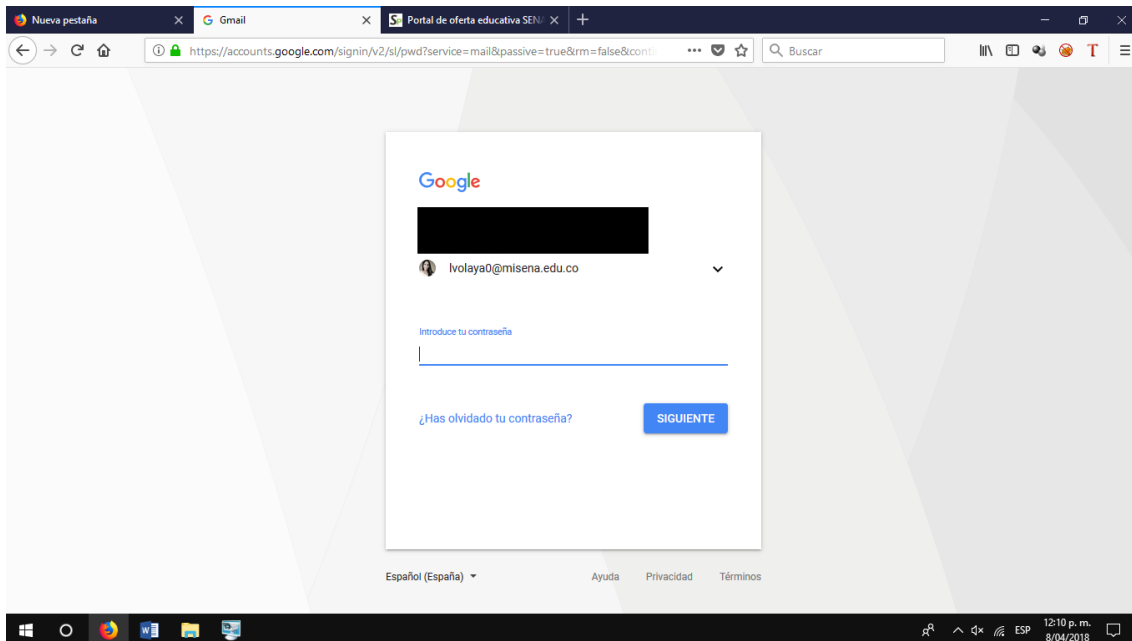 Nueva pestaña
Gmail
Portal de oferta educativa SEN
https://accounts.google.com/signin/v2/sl/pwd?service=mail&passive=true&rm=false&cont
Buscar
Google
lvolaya0@misena.edu.co
Introduce tu contraseña
¿Has olvidado tu contraseña?
SIGUIENTE
Español (España)
Ayuda
Privacidad
Términos
ESP
12:10 p. m.
8/04/2018